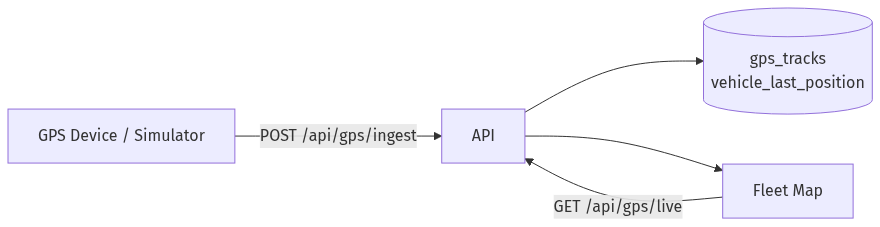 gps_tracks
vehicle_last_position
GPS Device / Simulator
POST /api/gps/ingest
API
Fleet Map
GET /api/gps/live